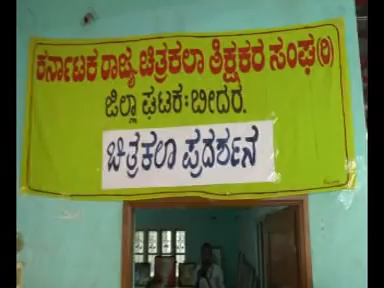 ಕರ್ನಾಟಕ ರಾಜ್ಯ ಚಿತ್ರಕಲಾ ಶಿಕ್ಷಕರ ಸಂಘ(ರಿ)
ಜಿಲ್ಲಾ ಘಟಕ:ಬೀದರ.
ಚಿತ್ರಕಲಾ ಪ್ರದರ್ಶನ